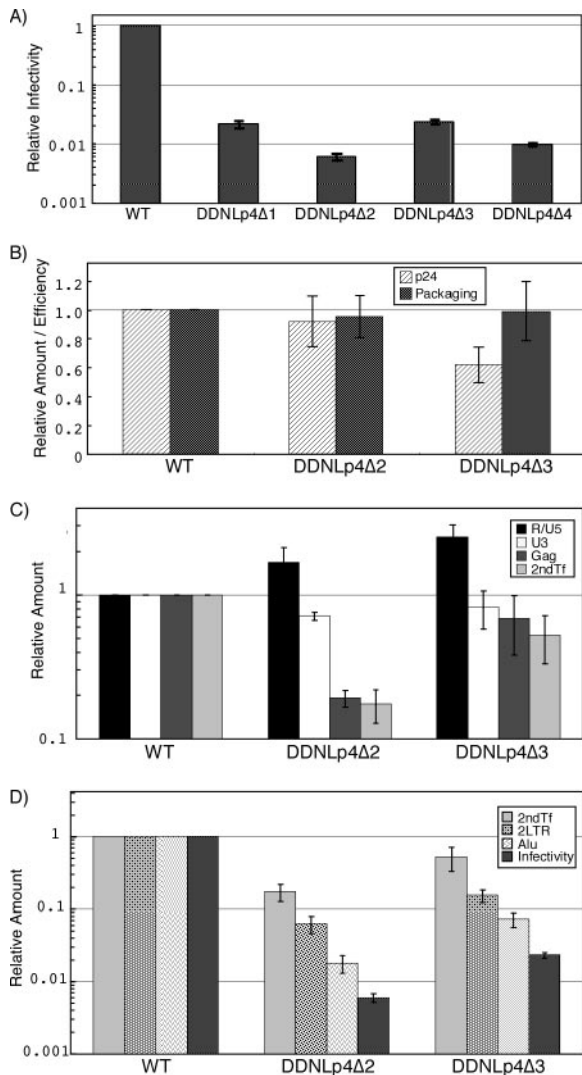 A)
Relative Infectivity
1
0.1
0.01
0.001
WT DDNLp4Δ1 DDNLp4Δ2 DDNLp4Δ3 DDNLp4Δ4
B)
Relative Amount / Efficiency
1.2
1.0
0.8
0.6
0.4
0.2
0
p24
Packaging
WT DDNLp4Δ2 DDNLp4Δ3
C)
Relative Amount
1
0.1
R/U5
U3
Gag
2ndTf
WT DDNLp4Δ2 DDNLp4Δ3
D)
Relative Amount
1
0.1
0.01
0.001
2ndTf
2LTR
Alu
Infectivity
WT DDNLp4Δ2 DDNLp4Δ3